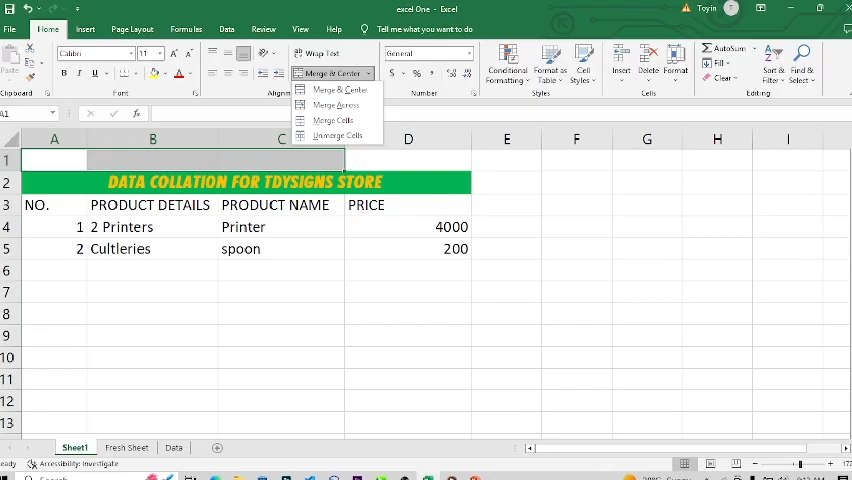 excel One - Excel
Toyin
T
File Home Insert Page Layout Formulas Data Review View Help Tell me what you want to do
Paste Calibri 11 Wrap Text General AutoSum
B I U Merge & Center $ % , Conditional Formatting Format as Table Cell Styles Insert Delete Format Fill Sort & Filter Find & Select
Clear
Font Alignm Styles Cells Editing
Merge & Center
Merge Across
Merge Cells
Unmerge Cells
A1 fx
A B C D E F G H I
1
2 DATA COLLATION FOR TDYSIGNS STORE
3 NO. PRODUCT DETAILS PRODUCT NAME PRICE
4 1 2 Printers Printer 4000
5 2 Cultleries spoon 200
6
7
8
9
10
11
12
13
Sheet1 Fresh Sheet Data
Ready Accessibility: Investigate
Search